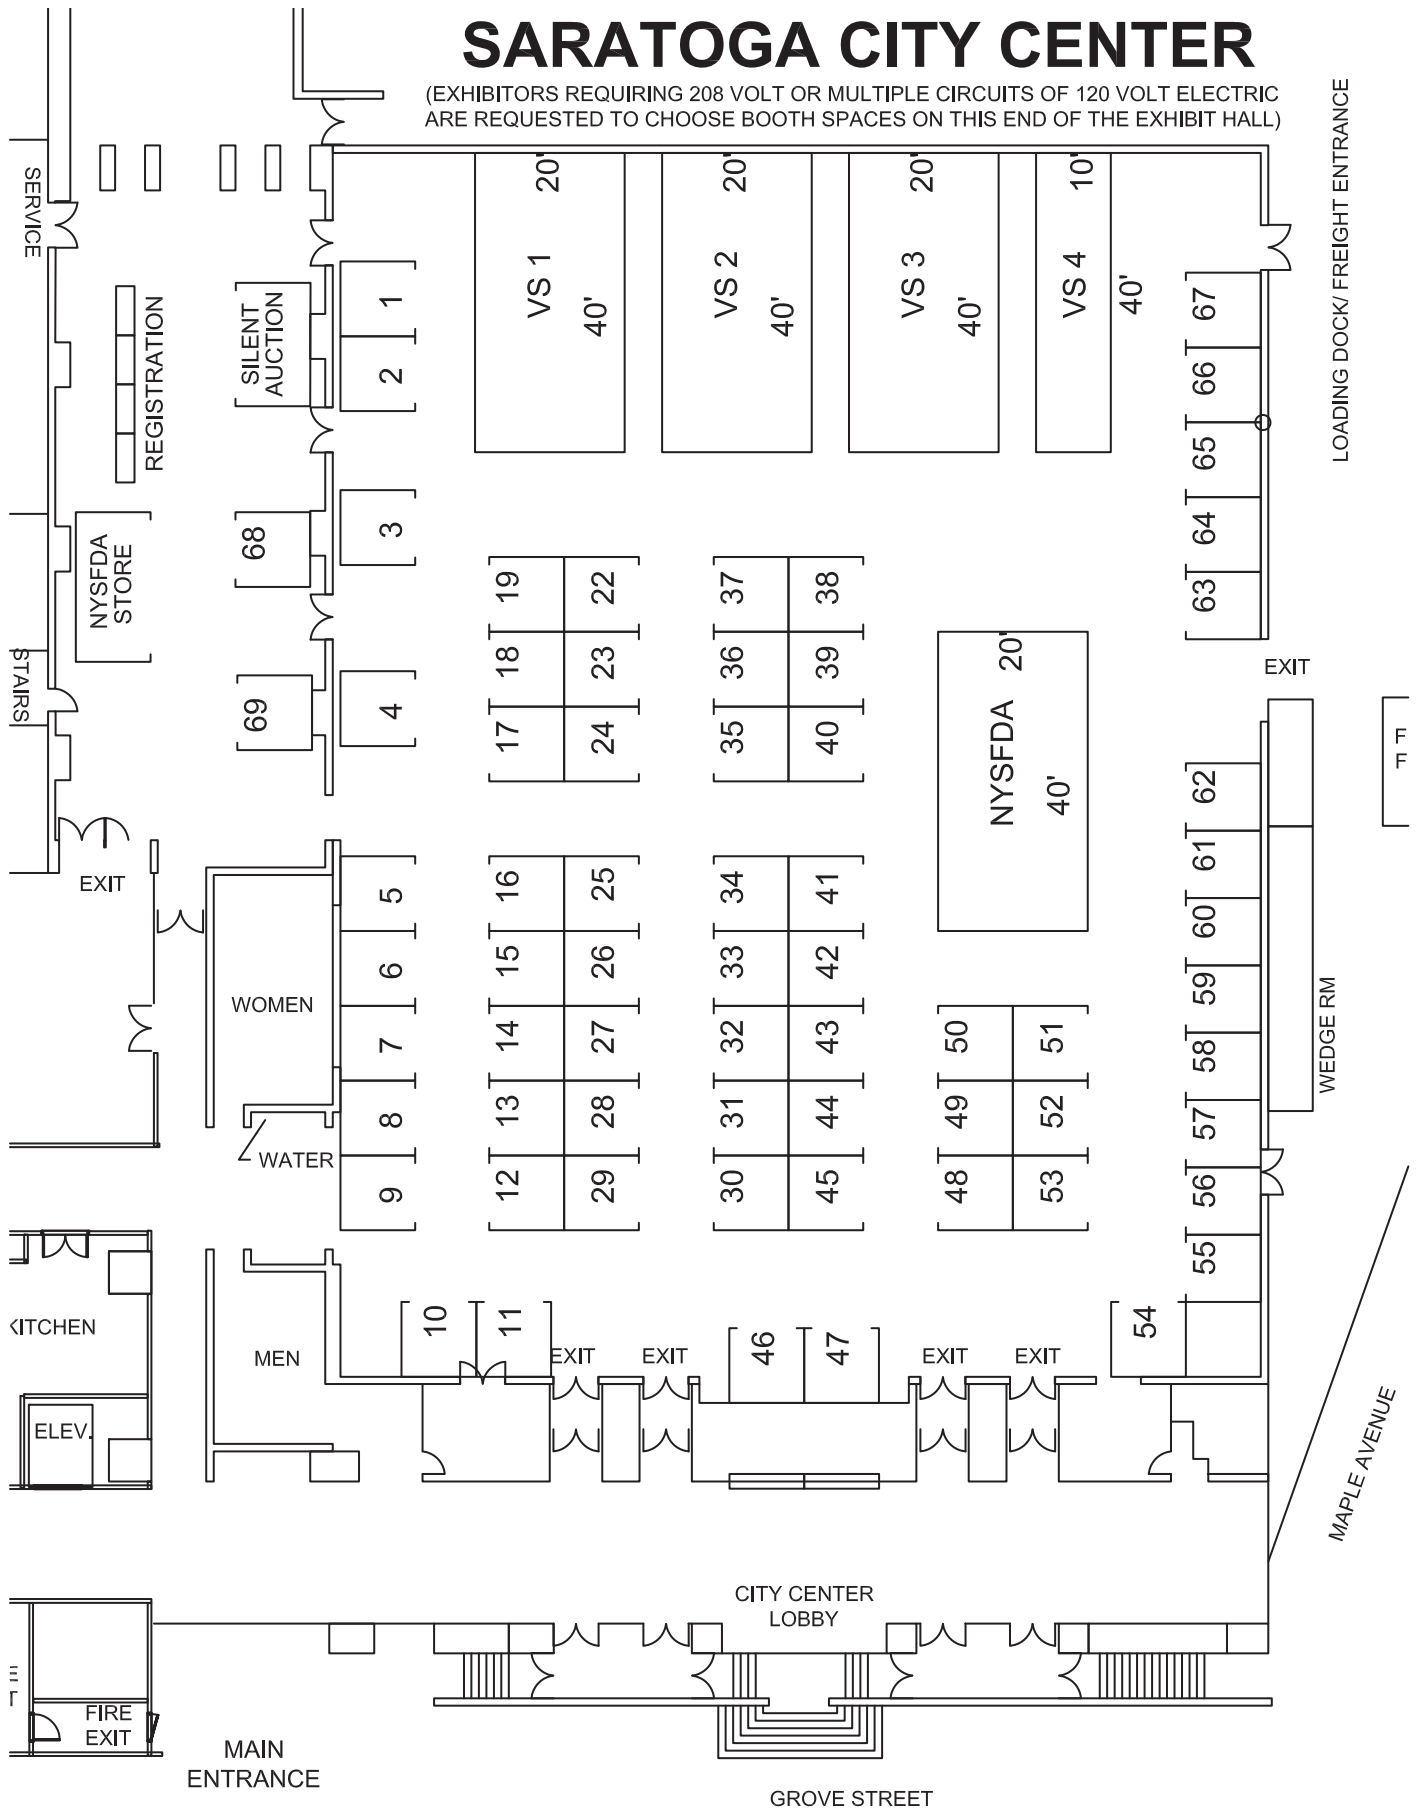 SARATOGA CITY CENTER
(EXHIBITORS REQUIRING 208 VOLT OR MULTIPLE CIRCUITS OF 120 VOLT ELECTRIC
ARE REQUESTED TO CHOOSE BOOTH SPACES ON THIS END OF THE EXHIBIT HALL)
SERVICE
REGISTRATION
SILENT
AUCTION
1
2
VS 1
20'
40'
VS 2
20'
40'
VS 3
20'
40'
VS 4
10'
40'
67
66
65
64
63
LOADING DOCK/ FREIGHT ENTRANCE
NYSFDA
STORE
68
3
STAIRS
69
4
19
22
18
23
17
24
37
38
36
39
35
40
NYSFDA
20'
40'
EXIT
F
F
62
61
60
59
58
57
56
55
WEDGE RM
EXIT
WOMEN
WATER
5
6
7
8
9
16
25
15
26
14
27
13
28
12
29
34
41
33
42
32
43
31
44
30
45
50
51
49
52
48
53
KITCHEN
ELEV.
MEN
10
11
EXIT
EXIT
46
47
EXIT
EXIT
54
MAPLE AVENUE
CITY CENTER
LOBBY
FIRE
EXIT
MAIN
ENTRANCE
GROVE STREET